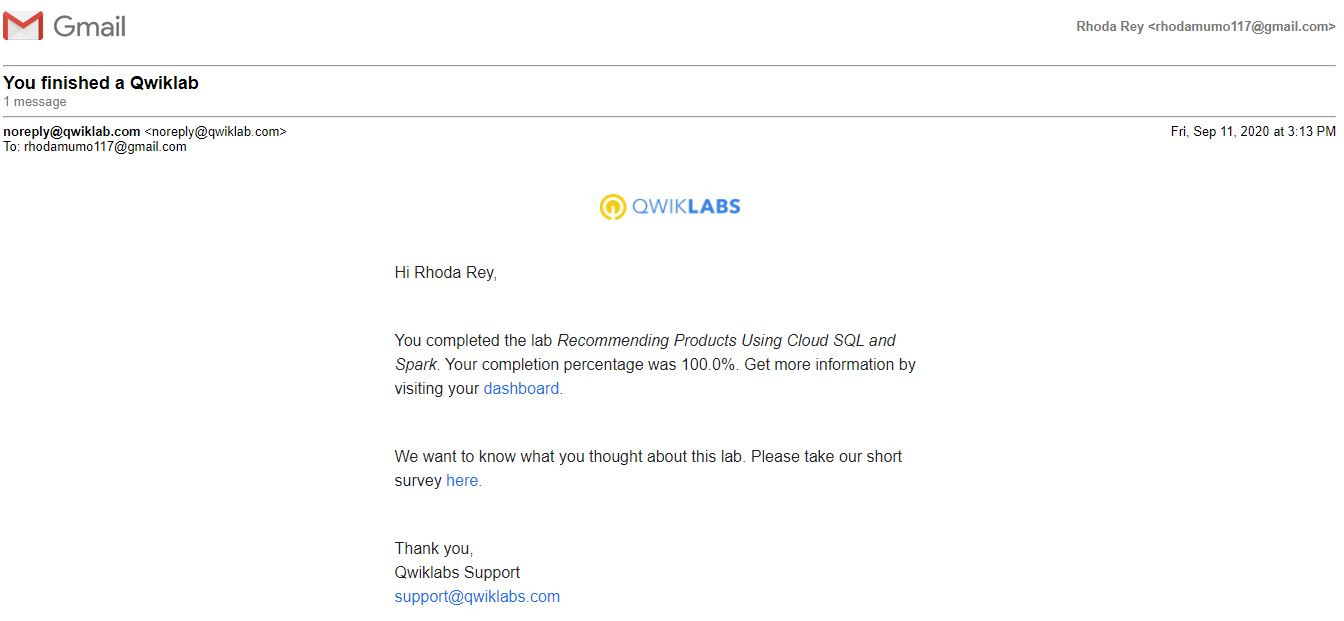 Gmail
Rhoda Rey <rhodamumo117@gmail.com>
You finished a Qwiklab
1 message
noreply@qwiklab.com <noreply@qwiklab.com>
Fri, Sep 11, 2020 at 3:13 PM
To: rhodamumo117@gmail.com
QWIKLABS
Hi Rhoda Rey,
You completed the lab Recommending Products Using Cloud SQL and
Spark. Your completion percentage was 100.0%. Get more information by
visiting your dashboard.
We want to know what you thought about this lab. Please take our short
survey here.
Thank you,
Qwiklabs Support
support@qwiklabs.com